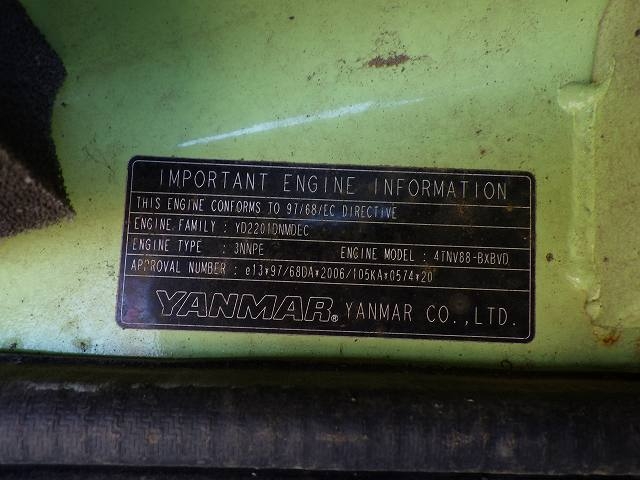 IMPORTANT ENGINE INFORMATION
THIS ENGINE CONFORMS TO 97/68/EC DIRECTIVE
ENGINE FAMILY : YD2201DNMDEC
ENGINE TYPE : 3NNPE ENGINE MODEL : 4TNV88-BXBVD
APPROVAL NUMBER : e13*97/68DA*2006/105KA*0574*20
YANMAR® YANMAR CO.,LTD.